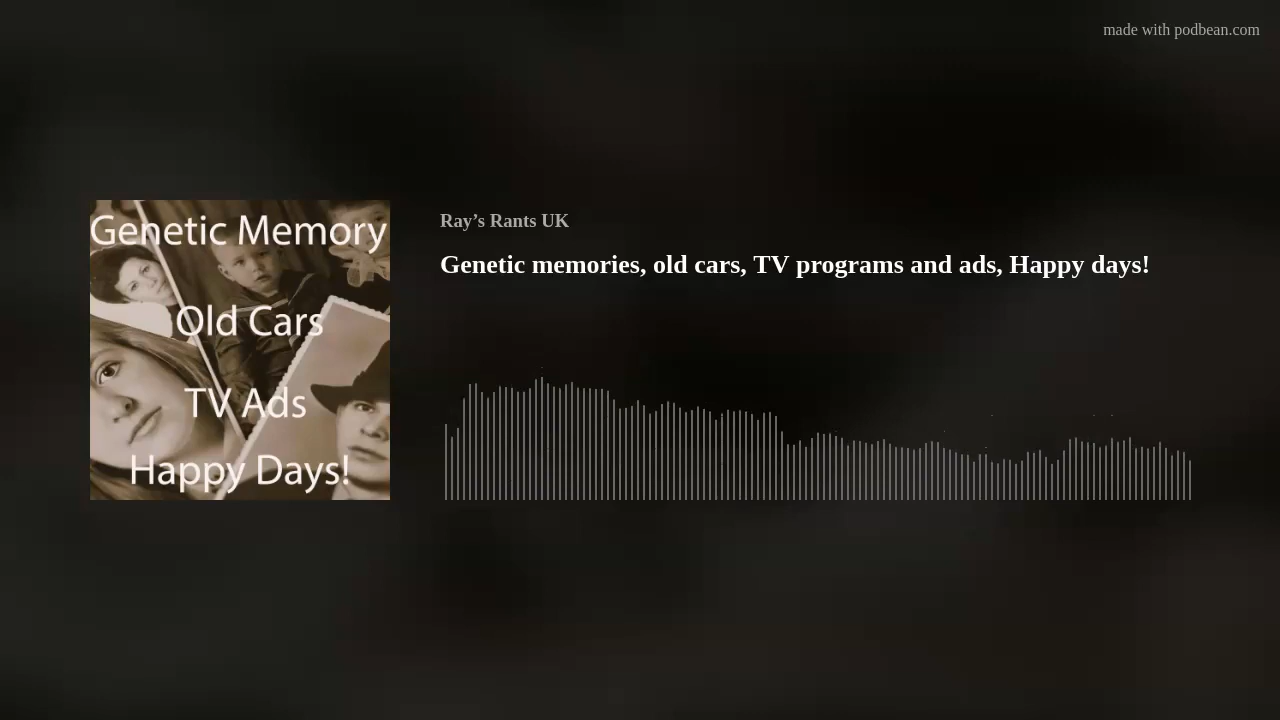 made with podbean.com
Genetic Memory
Old Cars
TV Ads
Happy Days!
Ray’s Rants UK
Genetic memories, old cars, TV programs and ads, Happy days!